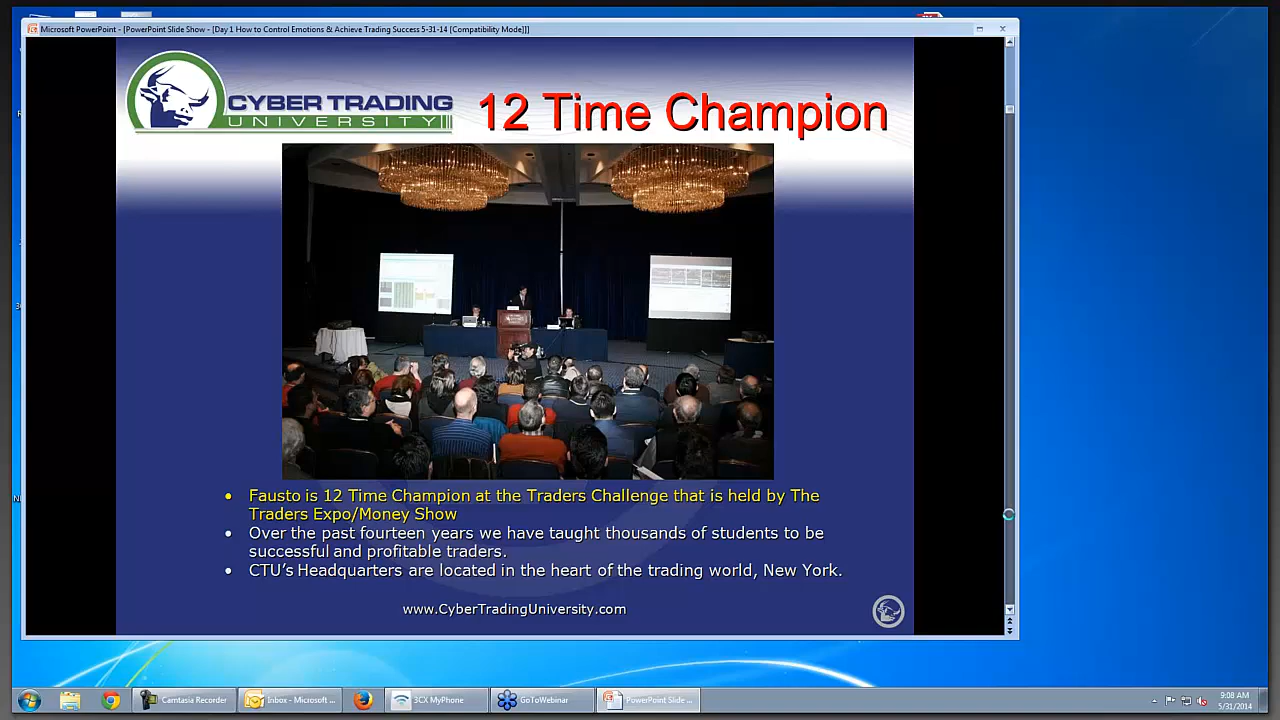 Microsoft PowerPoint - [PowerPoint Slide Show - [Day 1 How to Control Emotions & Achieve Trading Success 5-31-14 [Compatibility Mode]]]
CYBER TRADING
UNIVERSITY
12 Time Champion
• Fausto is 12 Time Champion at the Traders Challenge that is held by The
Traders Expo/Money Show
• Over the past fourteen years we have taught thousands of students to be
successful and profitable traders.
• CTU's Headquarters are located in the heart of the trading world, New York.
www.CyberTradingUniversity.com
Camtasia Recorder
Inbox - Microsoft ...
3CX MyPhone
GoToWebinar
PowerPoint Slide ...
9:08 AM
5/31/2014